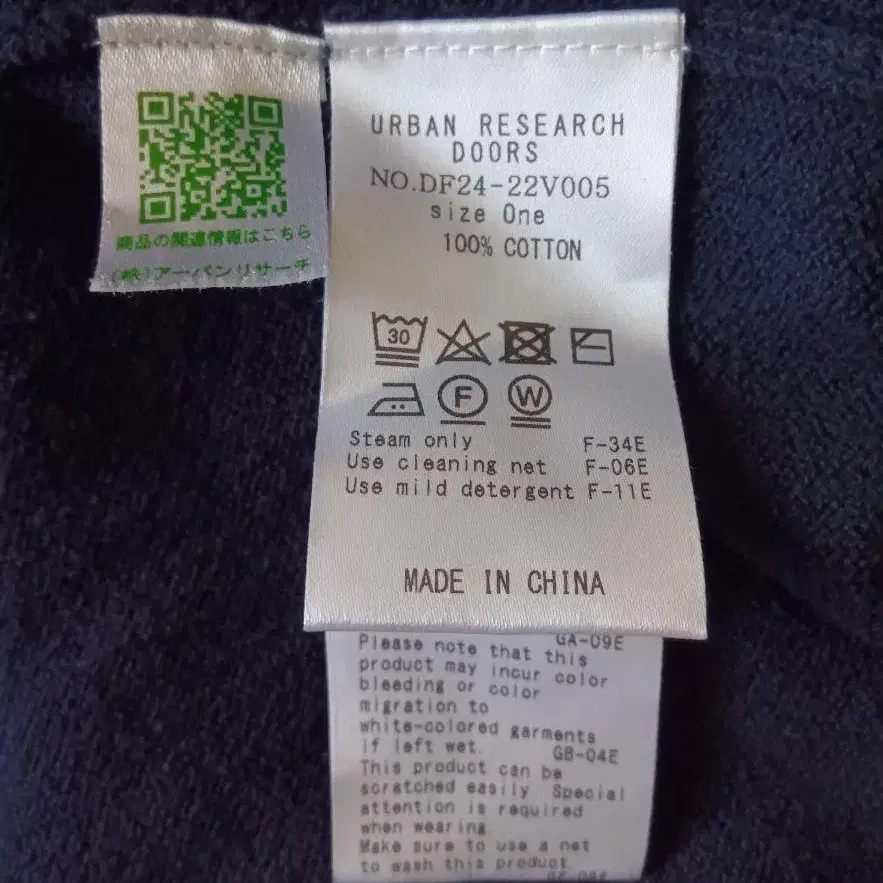 商品の関連情報はこちら
(株)アーバンリサーチ
URBAN RESEARCH
DOORS
NO.DF24-22V005
size One
100% COTTON
30
F W
Steam only F-34E
Use cleaning net F-06E
Use mild detergent F-11E
MADE IN CHINA
GA-09E
Please note that this
product may incur color
bleeding or color
migration to
white-colored garments
if left wet. GB-04E
This product can be
scratched easily Special
attention is required
when wearing.
Make sure to use a net
to wash this product.